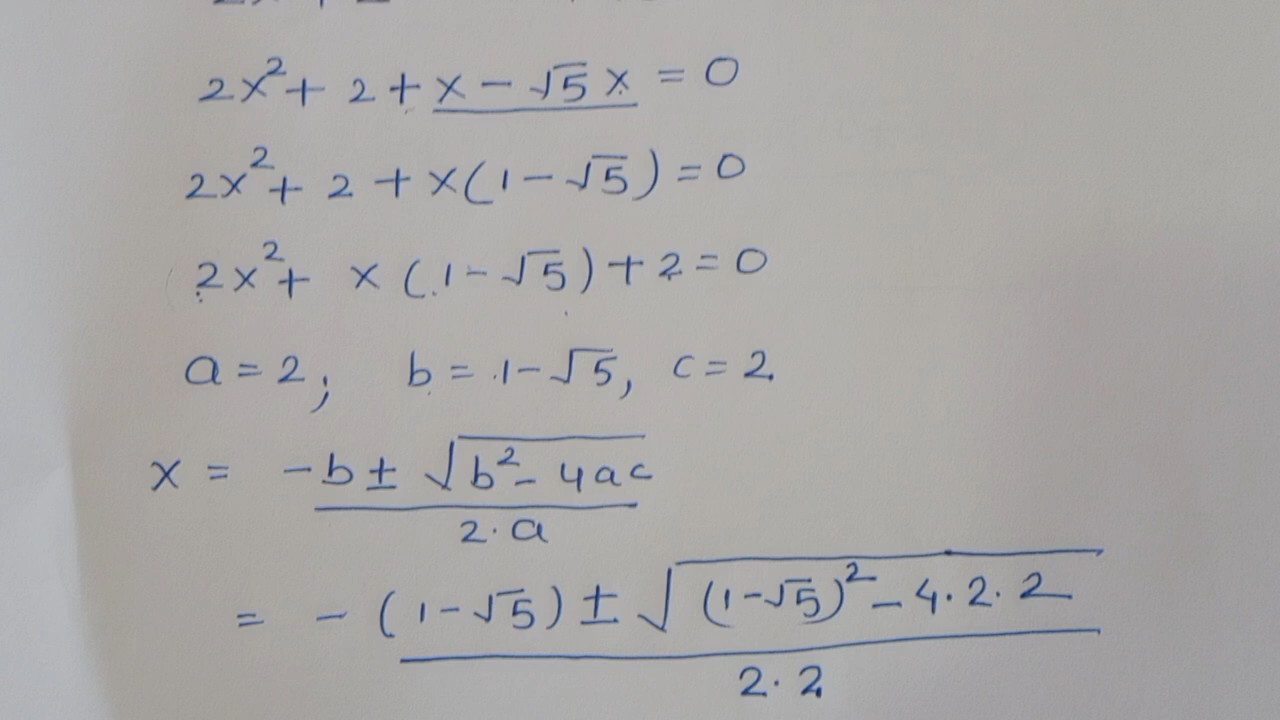 2x² + 2 + x - √5 x = 0
2x² + 2 + x(1 - √5) = 0
2x² + x(1 - √5) + 2 = 0
a = 2; b = 1 - √5, c = 2
x = -b ± √b² - 4ac
2·a
= -(1 - √5) ± √(1 - √5)² - 4·2·2
2·2